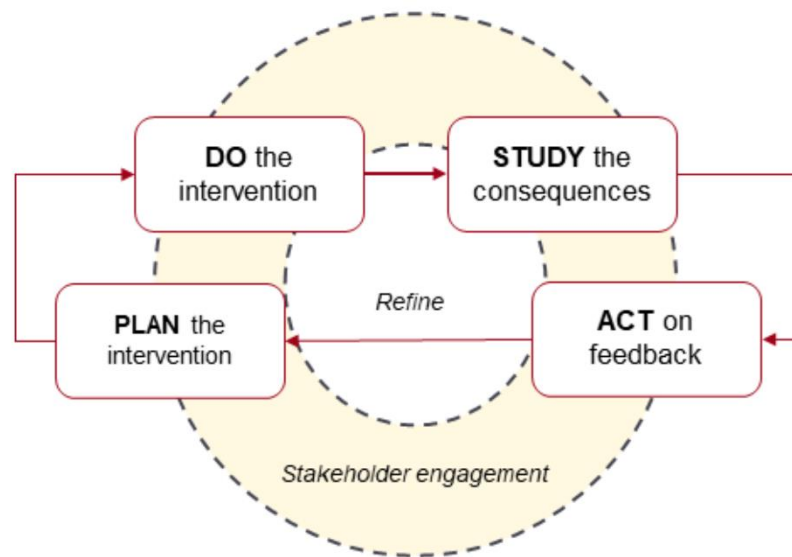 DO the
intervention
STUDY the
consequences
PLAN the
intervention
Refine
ACT on
feedback
Stakeholder engagement